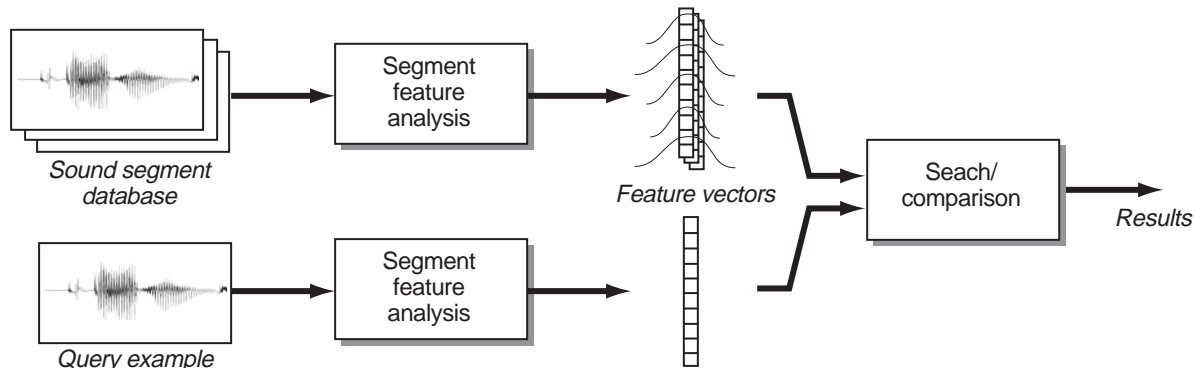 Sound segment
database
Segment
feature
analysis
Feature vectors
Seach/
comparison
Results
Query example
Segment
feature
analysis